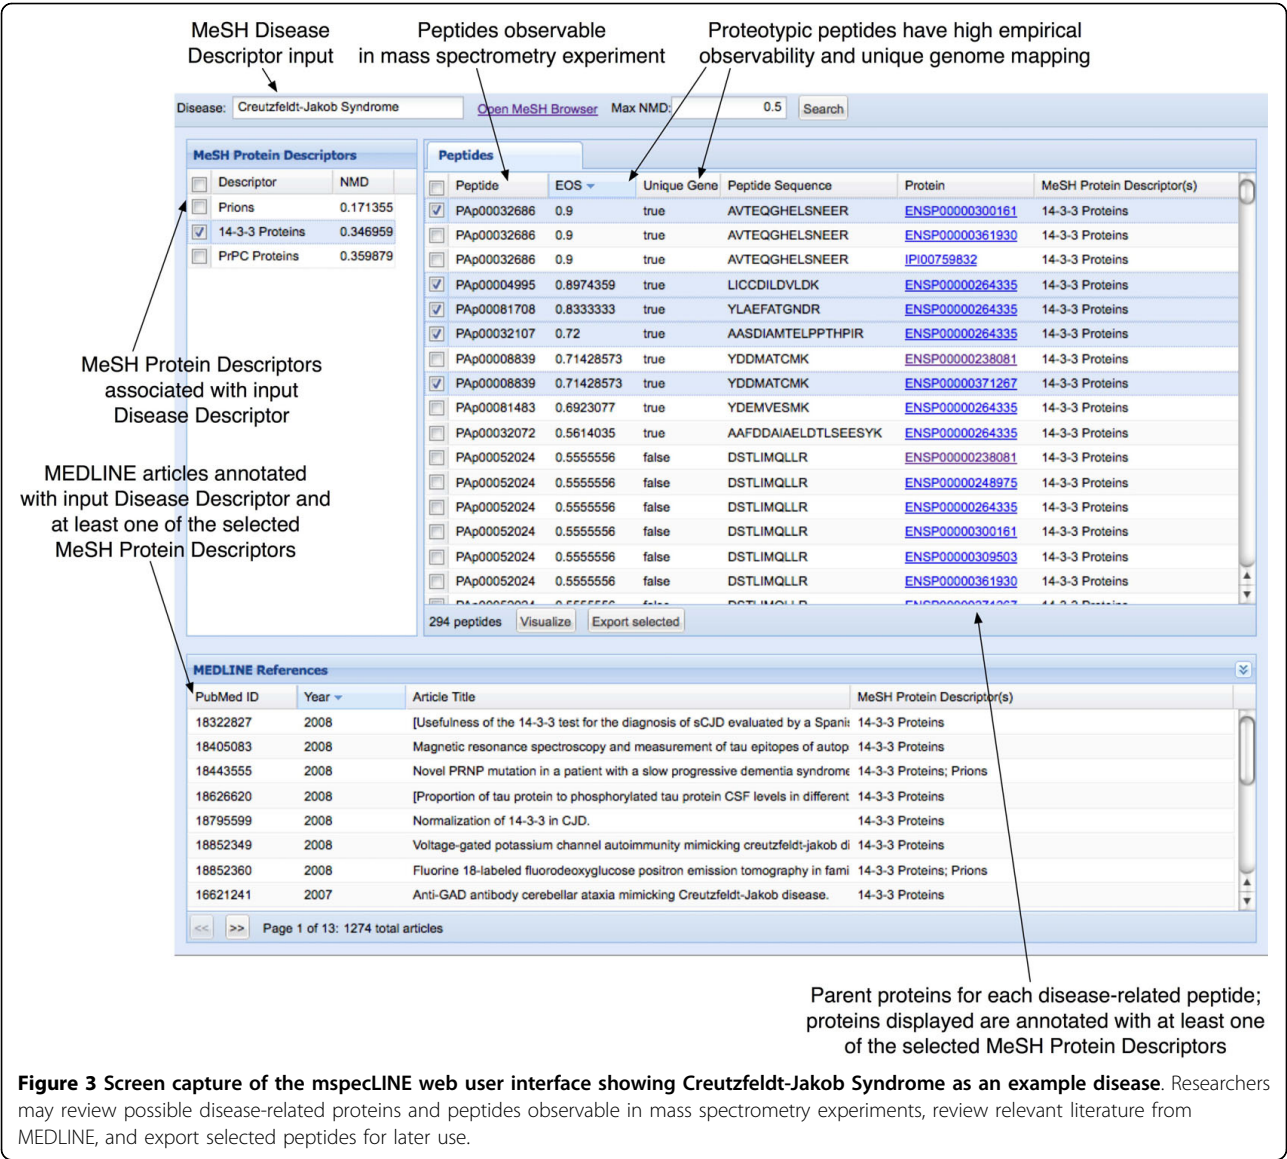 MeSH Disease
Descriptor input
Peptides observable
in mass spectrometry experiment
Proteotypic peptides have high empirical
observability and unique genome mapping
Disease: Creutzfeldt-Jakob Syndrome Open MeSH Browser Max NMD: 0.5 Search
MeSH Protein Descriptors
Descriptor NMD
Prions 0.171355
14-3-3 Proteins 0.346959
PrPC Proteins 0.359879
MeSH Protein Descriptors
associated with input
Disease Descriptor
MEDLINE articles annotated
with input Disease Descriptor and
at least one of the selected
MeSH Protein Descriptors
Peptides
Peptide EOS Unique Gene Peptide Sequence Protein MeSH Protein Descriptor(s)
PAp00032686 0.9 true AVTEQGHELSNEER ENSP00000300161 14-3-3 Proteins
PAp00032686 0.9 true AVTEQGHELSNEER ENSP00000361930 14-3-3 Proteins
PAp00032686 0.9 true AVTEQGHELSNEER IPI00759832 14-3-3 Proteins
PAp00004995 0.8974359 true LICCDILDVLDK ENSP00000264335 14-3-3 Proteins
PAp00081708 0.8333333 true YLAEFATGNDR ENSP00000264335 14-3-3 Proteins
PAp00032107 0.72 true AASDIAMTELPPTHPIR ENSP00000264335 14-3-3 Proteins
PAp00008839 0.71428573 true YDDMATCMK ENSP00000238081 14-3-3 Proteins
PAp00008839 0.71428573 true YDDMATCMK ENSP00000371267 14-3-3 Proteins
PAp00081483 0.6923077 true YDEMVESMK ENSP00000264335 14-3-3 Proteins
PAp00032072 0.5614035 true AAFDDAIAELDTLSEESYK ENSP00000264335 14-3-3 Proteins
PAp00052024 0.5555556 false DSTLIMQLLR ENSP00000238081 14-3-3 Proteins
PAp00052024 0.5555556 false DSTLIMQLLR ENSP00000248975 14-3-3 Proteins
PAp00052024 0.5555556 false DSTLIMQLLR ENSP00000264335 14-3-3 Proteins
PAp00052024 0.5555556 false DSTLIMQLLR ENSP00000300161 14-3-3 Proteins
PAp00052024 0.5555556 false DSTLIMQLLR ENSP00000309503 14-3-3 Proteins
PAp00052024 0.5555556 false DSTLIMQLLR ENSP00000361930 14-3-3 Proteins
PAp00052024 0.5555556 false DSTLIMQLLR ENSP00000371267 14-3-3 Proteins
294 peptides Visualize Export selected
MEDLINE References
PubMed ID Year Article Title MeSH Protein Descriptor(s)
18322827 2008 [Usefulness of the 14-3-3 test for the diagnosis of sCJD evaluated by a Spanis 14-3-3 Proteins
18405083 2008 Magnetic resonance spectroscopy and measurement of tau epitopes of autop 14-3-3 Proteins
18443555 2008 Novel PRNP mutation in a patient with a slow progressive dementia syndrome 14-3-3 Proteins; Prions
18626620 2008 [Proportion of tau protein to phosphorylated tau protein CSF levels in different 14-3-3 Proteins
18795599 2008 Normalization of 14-3-3 in CJD. 14-3-3 Proteins
18852349 2008 Voltage-gated potassium channel autoimmunity mimicking creutzfeldt-jakob di 14-3-3 Proteins
18852360 2008 Fluorine 18-labeled fluorodeoxyglucose positron emission tomography in fami 14-3-3 Proteins; Prions
16621241 2007 Anti-GAD antibody cerebellar ataxia mimicking Creutzfeldt-Jakob disease. 14-3-3 Proteins
<< >> Page 1 of 13: 1274 total articles
Parent proteins for each disease-related peptide;
proteins displayed are annotated with at least one
of the selected MeSH Protein Descriptors
Figure 3 Screen capture of the mspecLINE web user interface showing Creutzfeldt-Jakob Syndrome as an example disease. Researchers
may review possible disease-related proteins and peptides observable in mass spectrometry experiments, review relevant literature from
MEDLINE, and export selected peptides for later use.